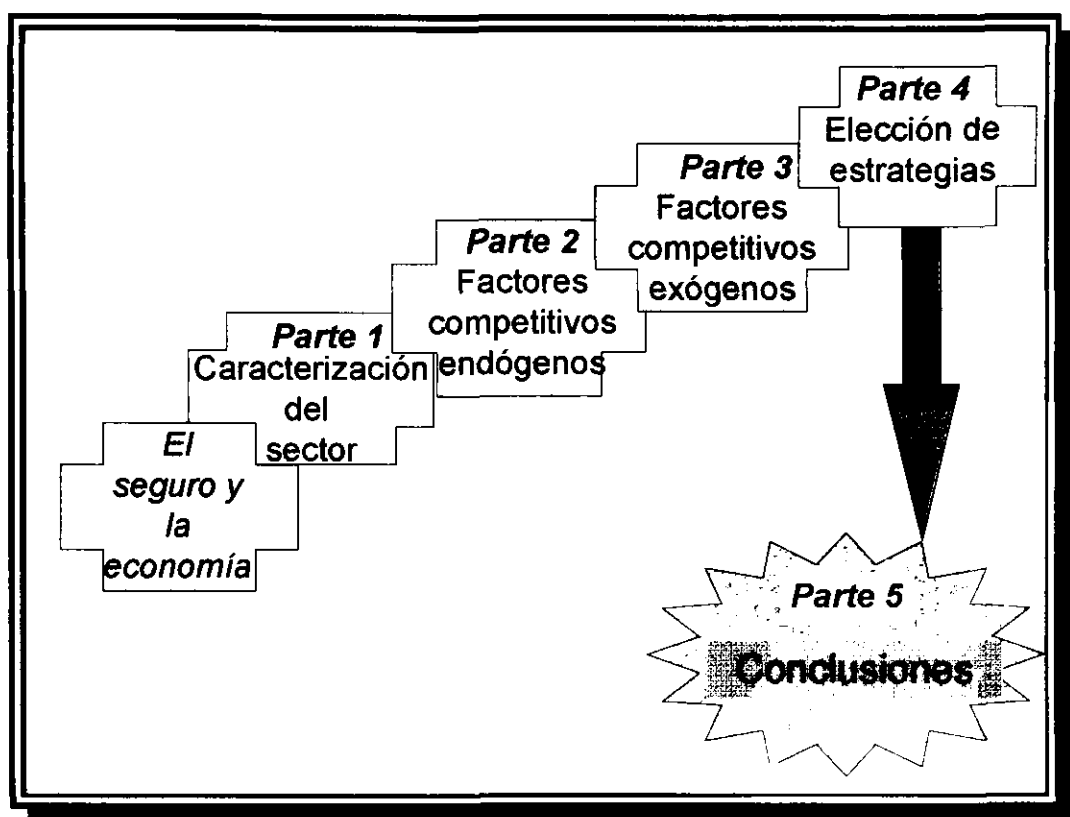 El
seguro y
la
economía
Parte 1
Caracterización
del
sector
Parte 2
Factores
competitivos
endógenos
Parte 3
Factores
competitivos
exógenos
Parte 4
Elección de
estrategias
Parte 5
Conclusiones